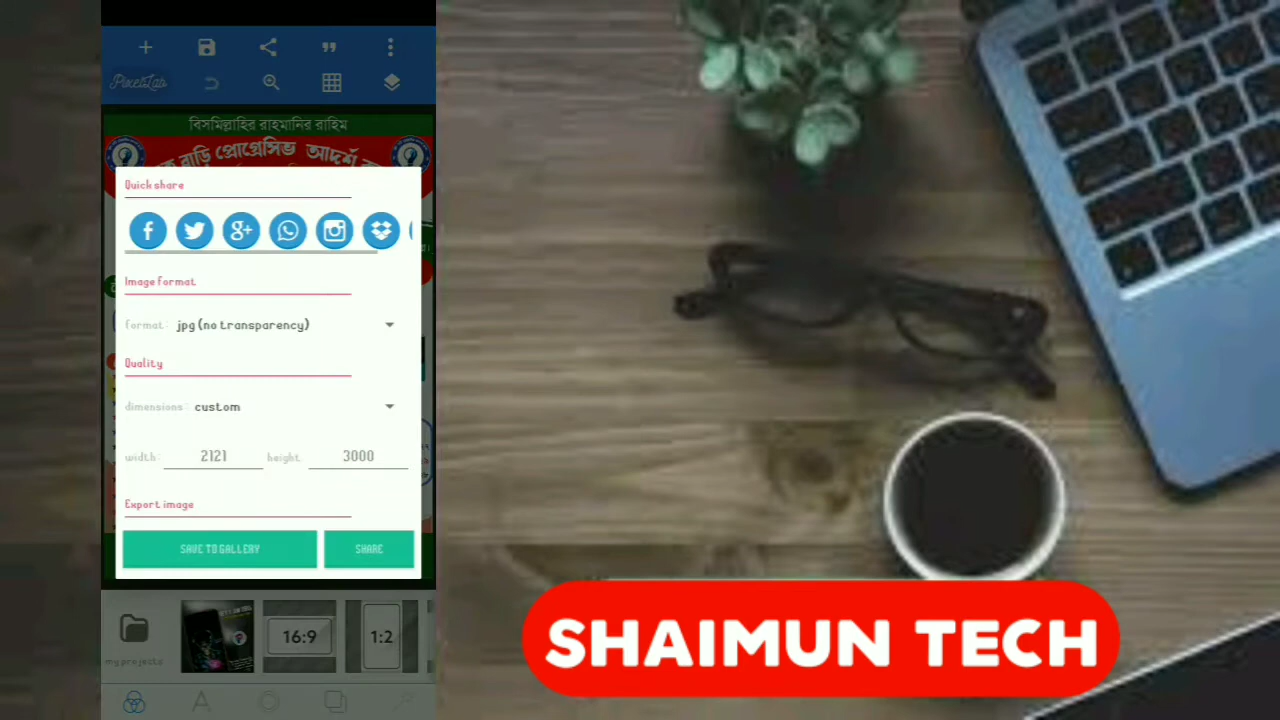 PixelLab
বিসমিল্লাহির রাহমানির রাহিম
বাড়ি প্রোগ্রেসিভ আদর্শ
Quick share
Image format
format: jpg (no transparency)
Quality
dimensions: custom
width: 2121 height: 3000
Export image
SAVE TO GALLERY SHARE
my projects 16:9 1:2
SHAIMUN TECH